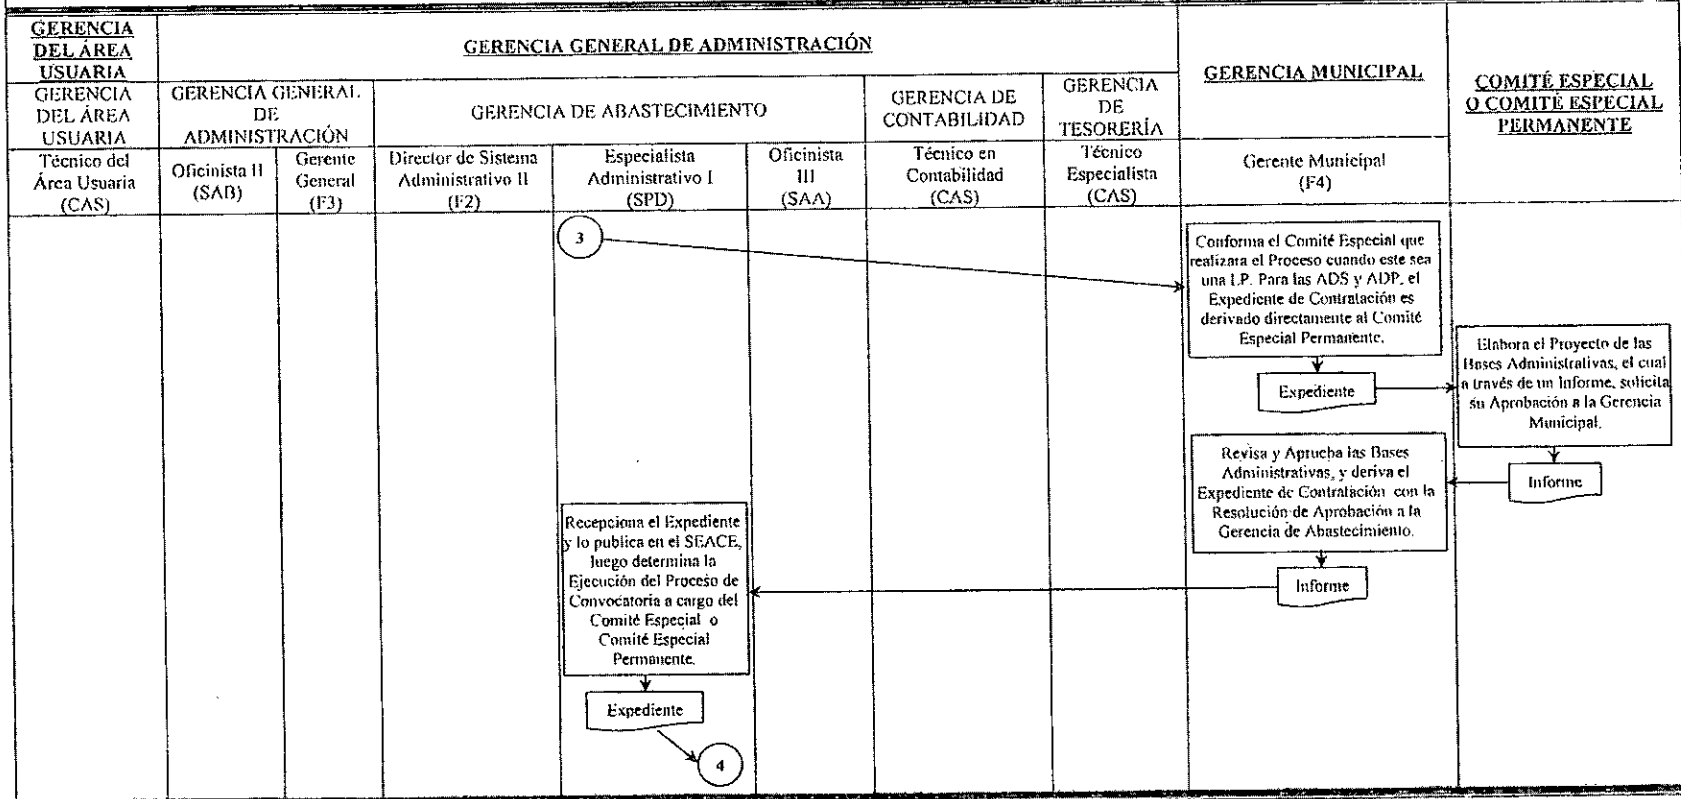 GERENCIA
DEL ÁREA
USUARIA
GERENCIA GENERAL DE ADMINISTRACIÓN
GERENCIA MUNICIPAL
COMITÉ ESPECIAL
O COMITÉ ESPECIAL
PERMANENTE
GERENCIA
DEL ÁREA
USUARIA
GERENCIA GENERAL
DE
ADMINISTRACIÓN
GERENCIA DE ABASTECIMIENTO
GERENCIA DE
CONTABILIDAD
GERENCIA
DE
TESORERÍA
Técnico del
Área Usuaria
(CAS)
Oficinista II
(SAB)
Gerente
General
(F3)
Director de Sistema
Administrativo II
(F2)
Especialista
Administrativo I
(SPD)
Oficinista
III
(SAA)
Técnico en
Contabilidad
(CAS)
Técnico
Especialista
(CAS)
Gerente Municipal
(F4)
3
Conforma el Comité Especial que
realizara el Proceso cuando este sea
una L.P. Para las ADS y ADP, el
Expediente de Contratación es
derivado directamente al Comité
Especial Permanente.
Expediente
Elabora el Proyecto de las
Bases Administrativas, el cual
a través de un Informe, solicita
su Aprobación a la Gerencia
Municipal.
Informe
Revisa y Aprueba las Bases
Administrativas, y deriva el
Expediente de Contratación con la
Resolución de Aprobación a la
Gerencia de Abastecimiento.
Informe
Recepciona el Expediente
y lo publica en el SEACE,
luego determina la
Ejecución del Proceso de
Convocatoria a cargo del
Comité Especial o
Comité Especial
Permanente.
Expediente
4